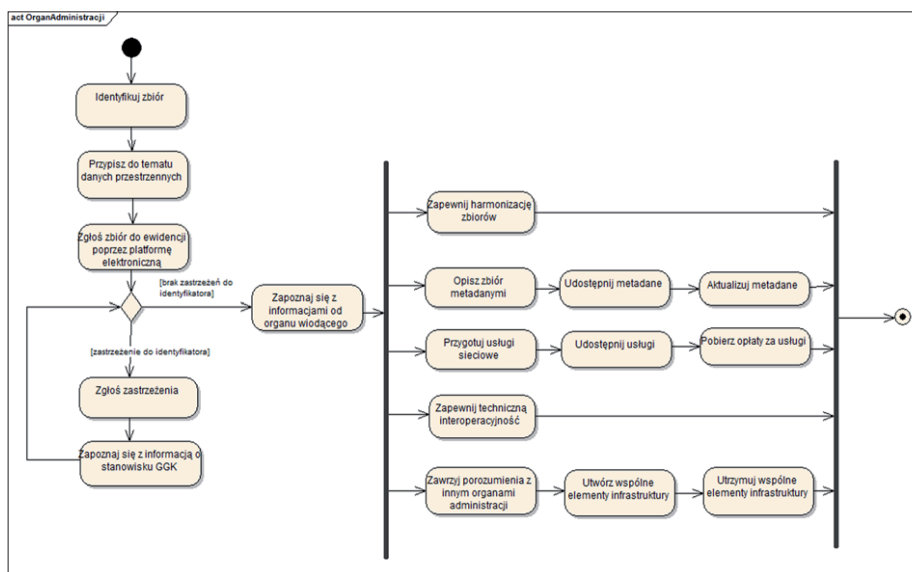 act OrganAdministracji
Identyfikuj zbiór
Przypisz do tematu
danych przestrzennych
Zgłoś zbiór do ewidencji
poprzez platformę
elektroniczną
[brak zastrzeżeń do
identyfikatora]
[zastrzeżenie do identyfikatora]
Zgłoś zastrzeżenia
Zapoznaj się z informacją o
stanowisku GGK
Zapoznaj się z
informacjami od
organu wiodącego
Zapewnij harmonizację
zbiorów
Opisz zbiór
metadanymi
Udostępnij metadane
Aktualizuj metadane
Przygotuj usługi
sieciowe
Udostępnij usługi
Pobierz opłaty za usługi
Zapewnij techniczną
interoperacyjność
Zawrzyj porozumienia z
innym organami
administracji
Utwórz wspólne
elementy infrastruktury
Utrzymuj wspólne
elementy infrastruktury